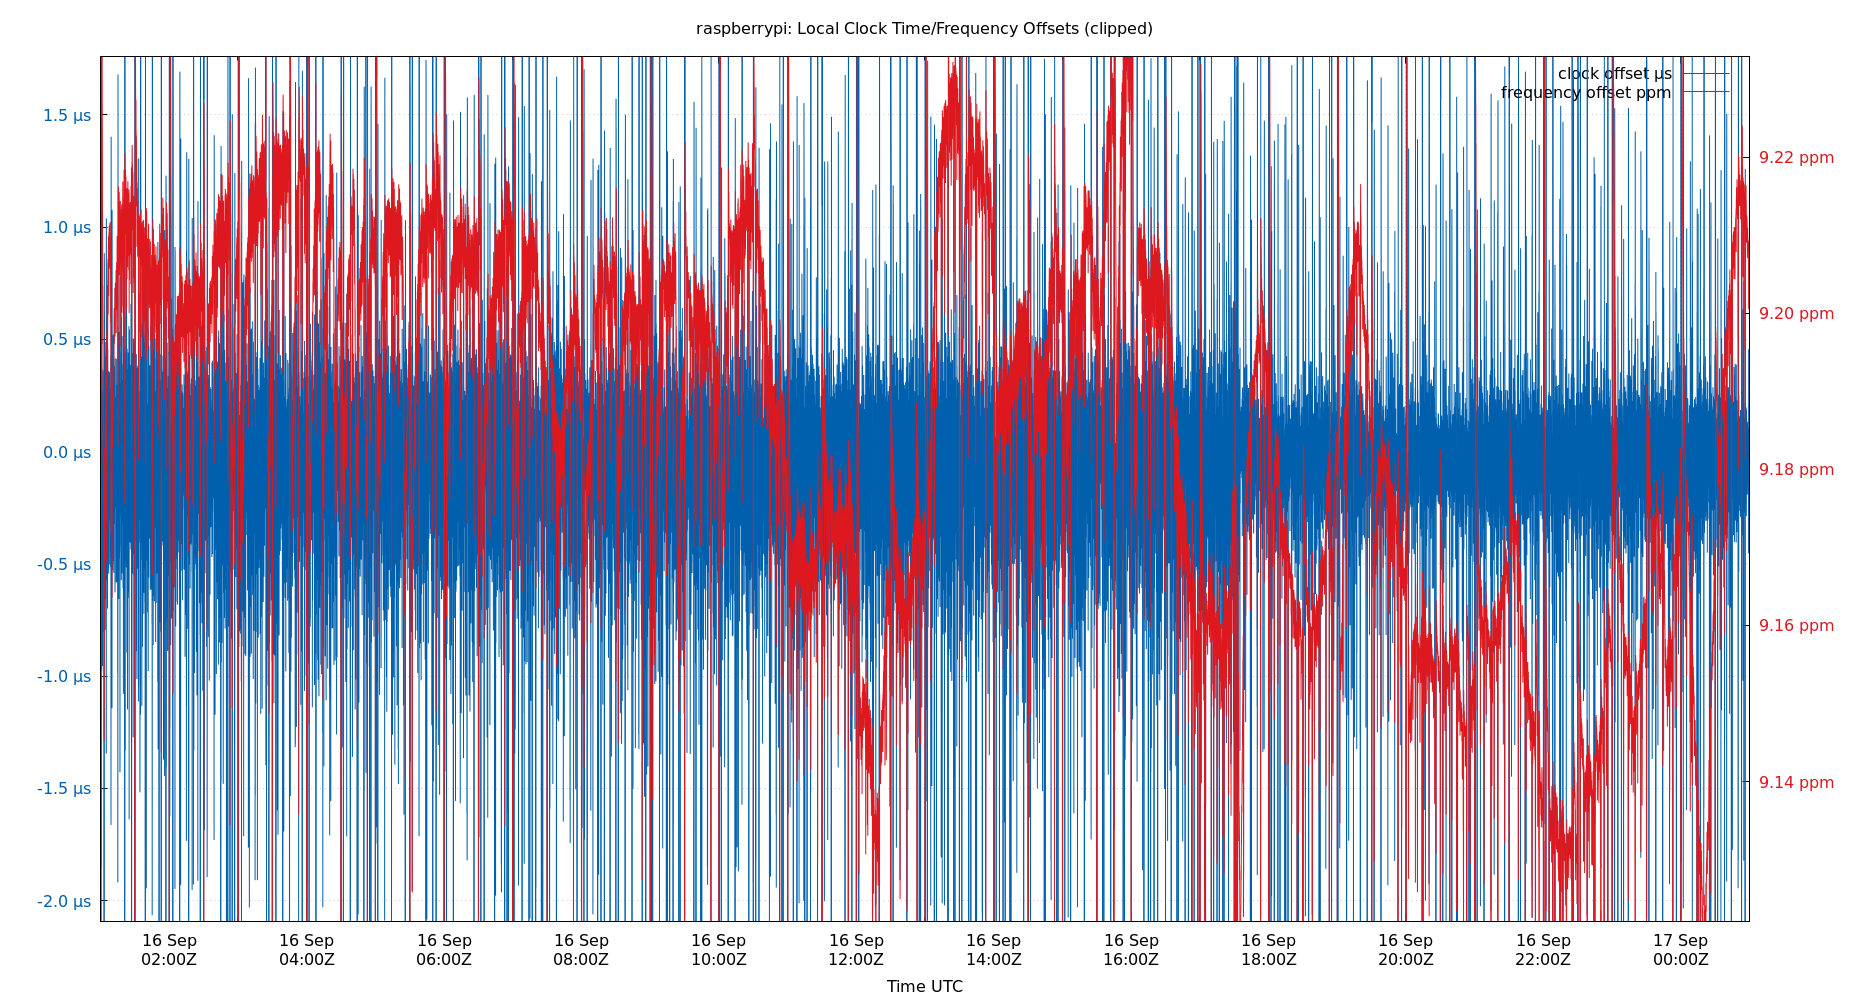 raspberrypi: Local Clock Time/Frequency Offsets (clipped)
clock offset µs
frequency offset ppm
1.5 µs
1.0 µs
0.5 µs
0.0 µs
-0.5 µs
-1.0 µs
-1.5 µs
-2.0 µs
9.22 ppm
9.20 ppm
9.18 ppm
9.16 ppm
9.14 ppm
16 Sep 16 Sep 16 Sep 16 Sep 16 Sep 16 Sep 16 Sep 16 Sep 16 Sep 16 Sep 16 Sep 17 Sep
02:00Z 04:00Z 06:00Z 08:00Z 10:00Z 12:00Z 14:00Z 16:00Z 18:00Z 20:00Z 22:00Z 00:00Z
Time UTC